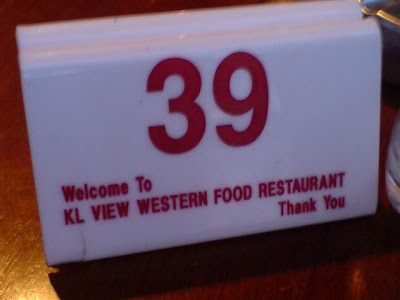 39
Welcome To
KL VIEW WESTERN FOOD RESTAURANT
Thank You